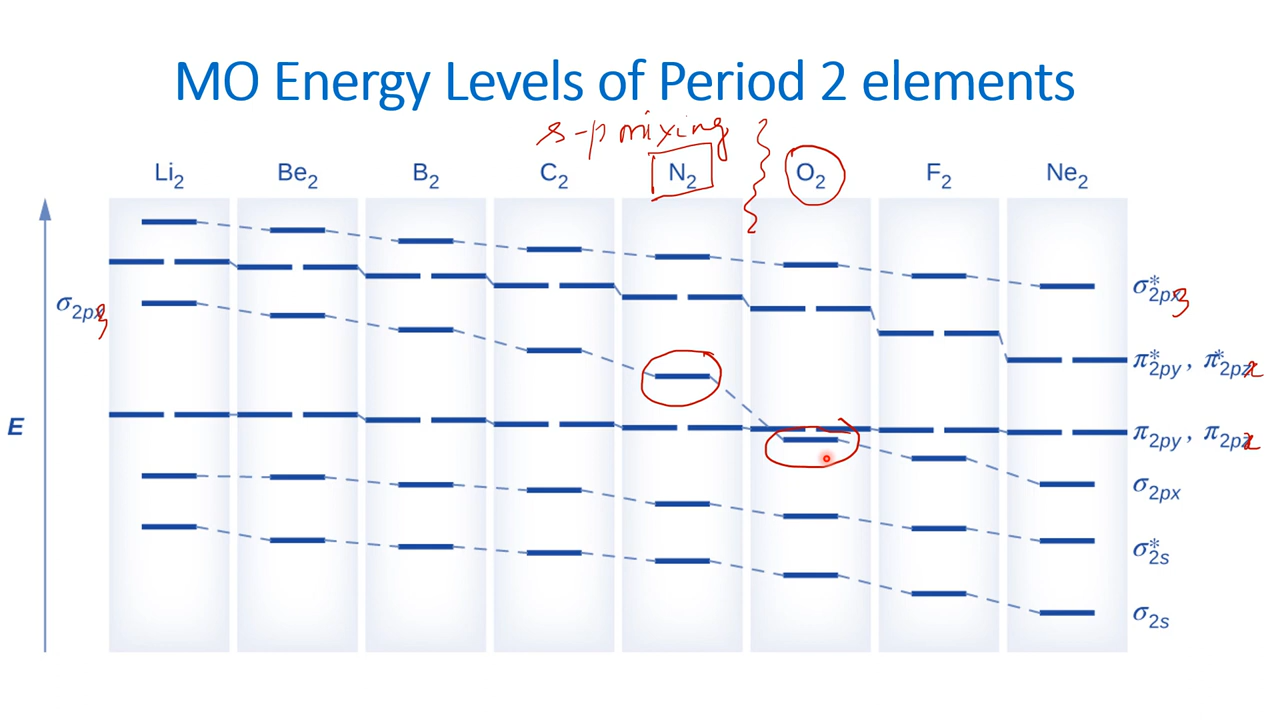 MO Energy Levels of Period 2 elements
s-p mixing
Li₂ Be₂ B₂ C₂ N₂ O₂ F₂ Ne₂
σ*₂ₚₓ z
σ₂ₚₓ z
π*₂py , π*₂pz x
E
π₂py , π₂pz x
σ₂ₚₓ
σ*₂ₛ
σ₂ₛ